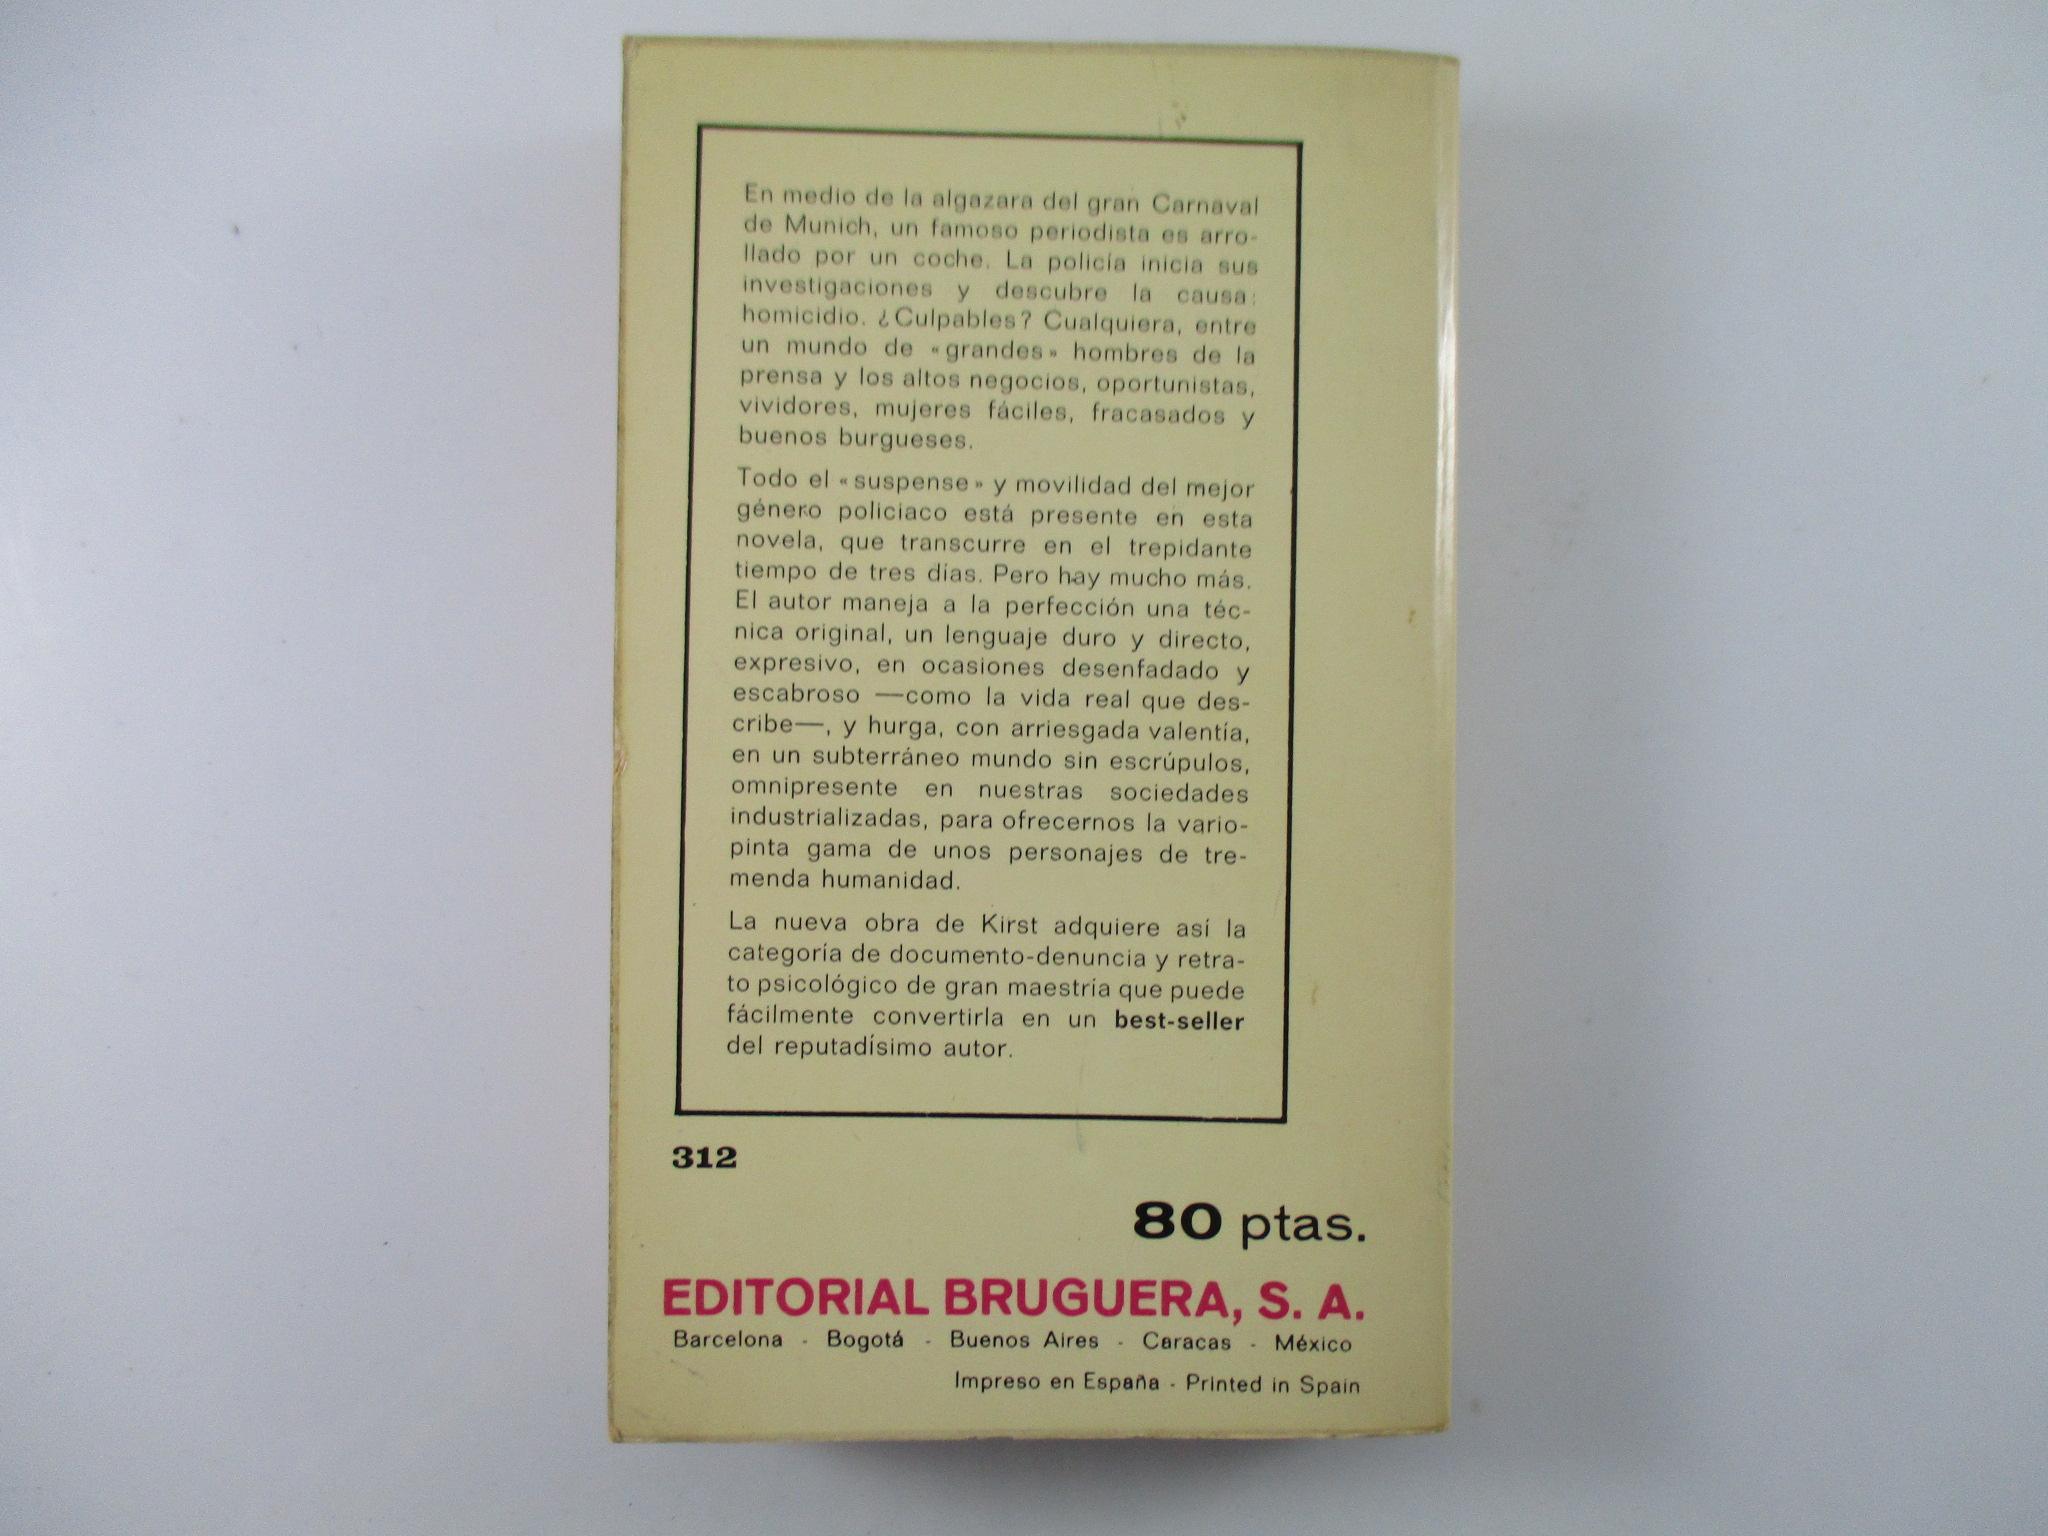 En medio de la algazara del gran Carnaval
de Munich, un famoso periodista es arro-
llado por un coche. La policía inicia sus
investigaciones y descubre la causa:
homicidio. ¿Culpables? Cualquiera, entre
un mundo de «grandes» hombres de la
prensa y los altos negocios, oportunistas,
vividores, mujeres fáciles, fracasados y
buenos burgueses.
Todo el «suspense» y movilidad del mejor
género policiaco está presente en esta
novela, que transcurre en el trepidante
tiempo de tres días. Pero hay mucho más.
El autor maneja a la perfección una téc-
nica original, un lenguaje duro y directo,
expresivo, en ocasiones desenfadado y
escabroso —como la vida real que des-
cribe—, y hurga, con arriesgada valentía,
en un subterráneo mundo sin escrúpulos,
omnipresente en nuestras sociedades
industrializadas, para ofrecernos la vario-
pinta gama de unos personajes de tre-
menda humanidad.
La nueva obra de Kirst adquiere así la
categoría de documento-denuncia y retra-
to psicológico de gran maestría que puede
fácilmente convertirla en un best-seller
del reputadísimo autor.
312
80 ptas.
EDITORIAL BRUGUERA, S. A.
Barcelona - Bogotá - Buenos Aires - Caracas - México
Impreso en España - Printed in Spain